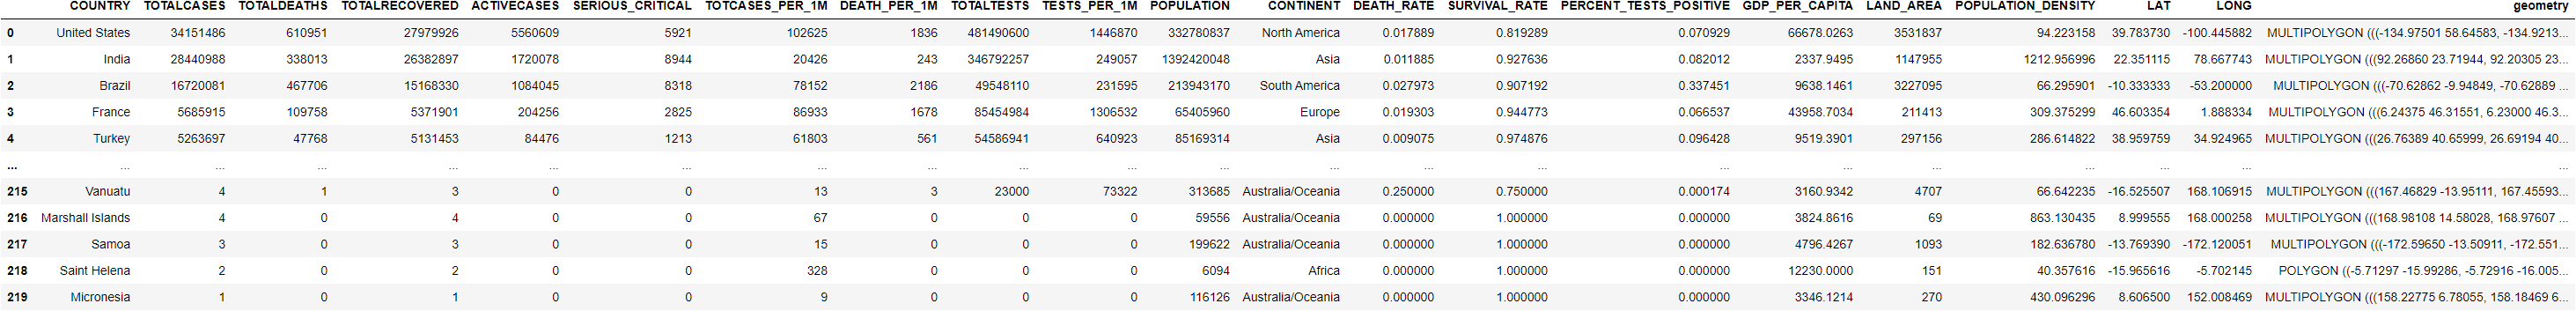 COUNTRY TOTALCASES TOTALDEATHS TOTALRECOVERED ACTIVECASES SERIOUS_CRITICAL TOTCASES_PER_1M DEATH_PER_1M TOTALTESTS TESTS_PER_1M POPULATION CONTINENT DEATH_RATE SURVIVAL_RATE PERCENT_TESTS_POSITIVE GDP_PER_CAPITA LAND_AREA POPULATION_DENSITY LAT LONG geometry
0 United States 34151486 610951 27979926 5560609 5921 102625 1836 481490600 1446870 332780837 North America 0.017889 0.819289 0.070929 66678.0263 3531837 94.223158 39.783730 -100.445882 MULTIPOLYGON (((-134.97501 58.64583, -134.9213...
1 India 28440988 338013 26382897 1720078 8944 20426 243 346792257 249057 1392420048 Asia 0.011885 0.927636 0.082012 2337.9495 1147955 1212.956996 22.351115 78.667743 MULTIPOLYGON (((92.26860 23.71944, 92.20305 23...
2 Brazil 16720081 467706 15168330 1084045 8318 78152 2186 49548110 231595 213943170 South America 0.027973 0.907192 0.337451 9638.1461 3227095 66.295901 -10.333333 -53.200000 MULTIPOLYGON (((-70.62862 -9.94849, -70.62889 ...
3 France 5685915 109758 5371901 204256 2825 86933 1678 85454984 1306532 65405960 Europe 0.019303 0.944773 0.066537 43958.7034 211413 309.375299 46.603354 1.888334 MULTIPOLYGON (((6.24375 46.31551, 6.23000 46.3...
4 Turkey 5263697 47768 5131453 84476 1213 61803 561 54586941 640923 85169314 Asia 0.009075 0.974876 0.096428 9519.3901 297156 286.614822 38.959759 34.924965 MULTIPOLYGON (((26.76389 40.65999, 26.69194 40...
... ... ... ... ... ... ... ... ... ... ... ... ... ... ... ... ... ... ... ... ... ...
215 Vanuatu 4 1 3 0 0 13 3 23000 73322 313685 Australia/Oceania 0.250000 0.750000 0.000174 3160.9342 4707 66.642235 -16.525507 168.106915 MULTIPOLYGON (((167.46829 -13.95111, 167.45593...
216 Marshall Islands 4 0 4 0 0 67 0 0 0 59556 Australia/Oceania 0.000000 1.000000 0.000000 3824.8616 69 863.130435 8.999555 168.000258 MULTIPOLYGON (((168.98108 14.58028, 168.97607 ...
217 Samoa 3 0 3 0 0 15 0 0 0 199622 Australia/Oceania 0.000000 1.000000 0.000000 4796.4267 1093 182.636780 -13.769390 -172.120051 MULTIPOLYGON (((-172.59650 -13.50911, -172.551...
218 Saint Helena 2 0 2 0 0 328 0 0 0 6094 Africa 0.000000 1.000000 0.000000 12230.0000 151 40.357616 -15.965616 -5.702145 POLYGON ((-5.71297 -15.99286, -5.72916 -16.005...
219 Micronesia 1 0 1 0 0 9 0 0 0 116126 Australia/Oceania 0.000000 1.000000 0.000000 3346.1214 270 430.096296 8.606500 152.008469 MULTIPOLYGON (((158.22775 6.78055, 158.18469 6...